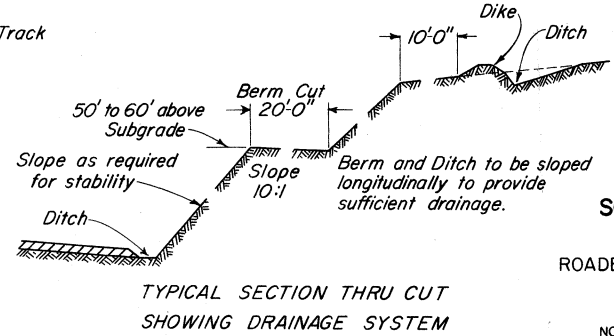 Track
Dike
10'-0"
Ditch
Berm Cut
20'-0"
50' to 60' above
Subgrade
Slope as required
for stability
Slope
10:1
Berm and Ditch to be sloped
longitudinally to provide
sufficient drainage.
Ditch
TYPICAL SECTION THRU CUT
SHOWING DRAINAGE SYSTEM